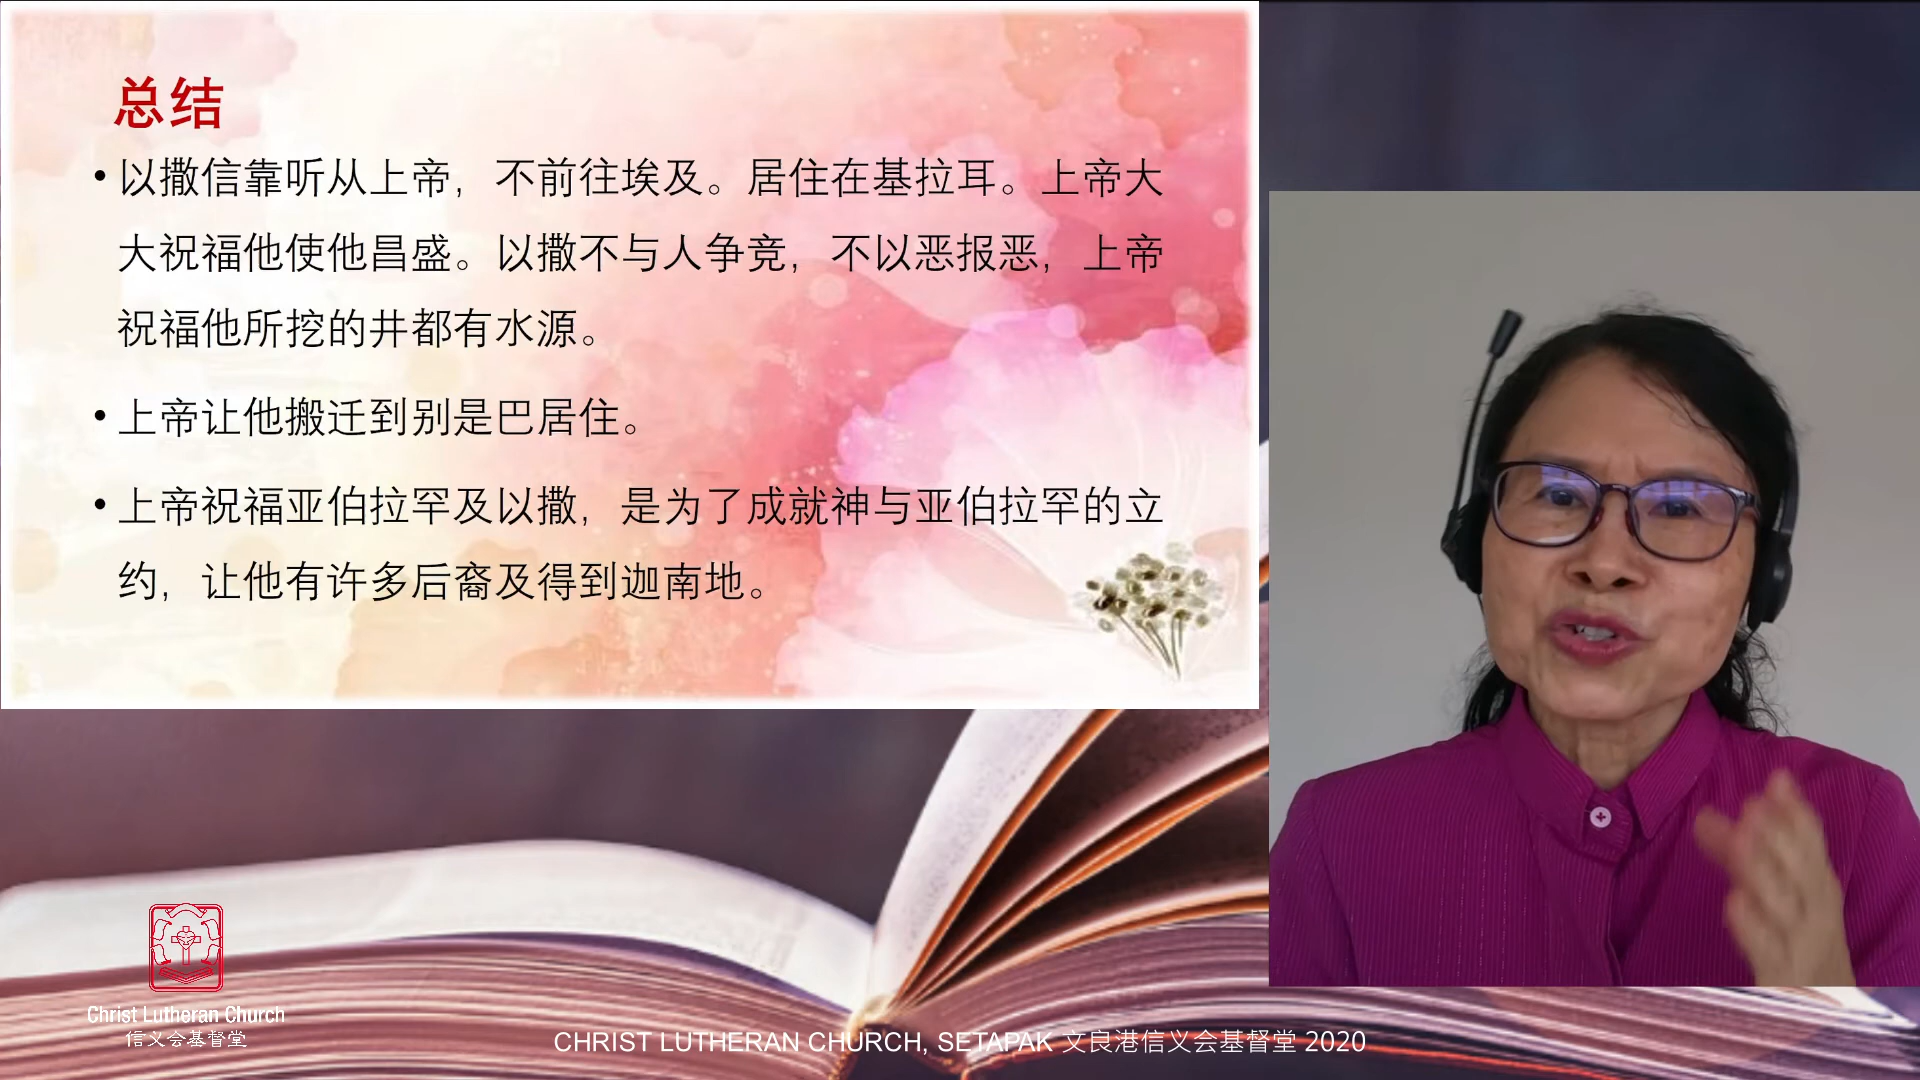 总结
• 以撒信靠听从上帝，不前往埃及。居住在基拉耳。上帝大
大祝福他使他昌盛。以撒不与人争竞，不以恶报恶，上帝
祝福他所挖的井都有水源。
• 上帝让他搬迁到别是巴居住。
• 上帝祝福亚伯拉罕及以撒，是为了成就神与亚伯拉罕的立
约，让他有许多后裔及得到迦南地。
Christ Lutheran Church
信义会基督堂
CHRIST LUTHERAN CHURCH, SETAPAK 文良港信义会基督堂 2020